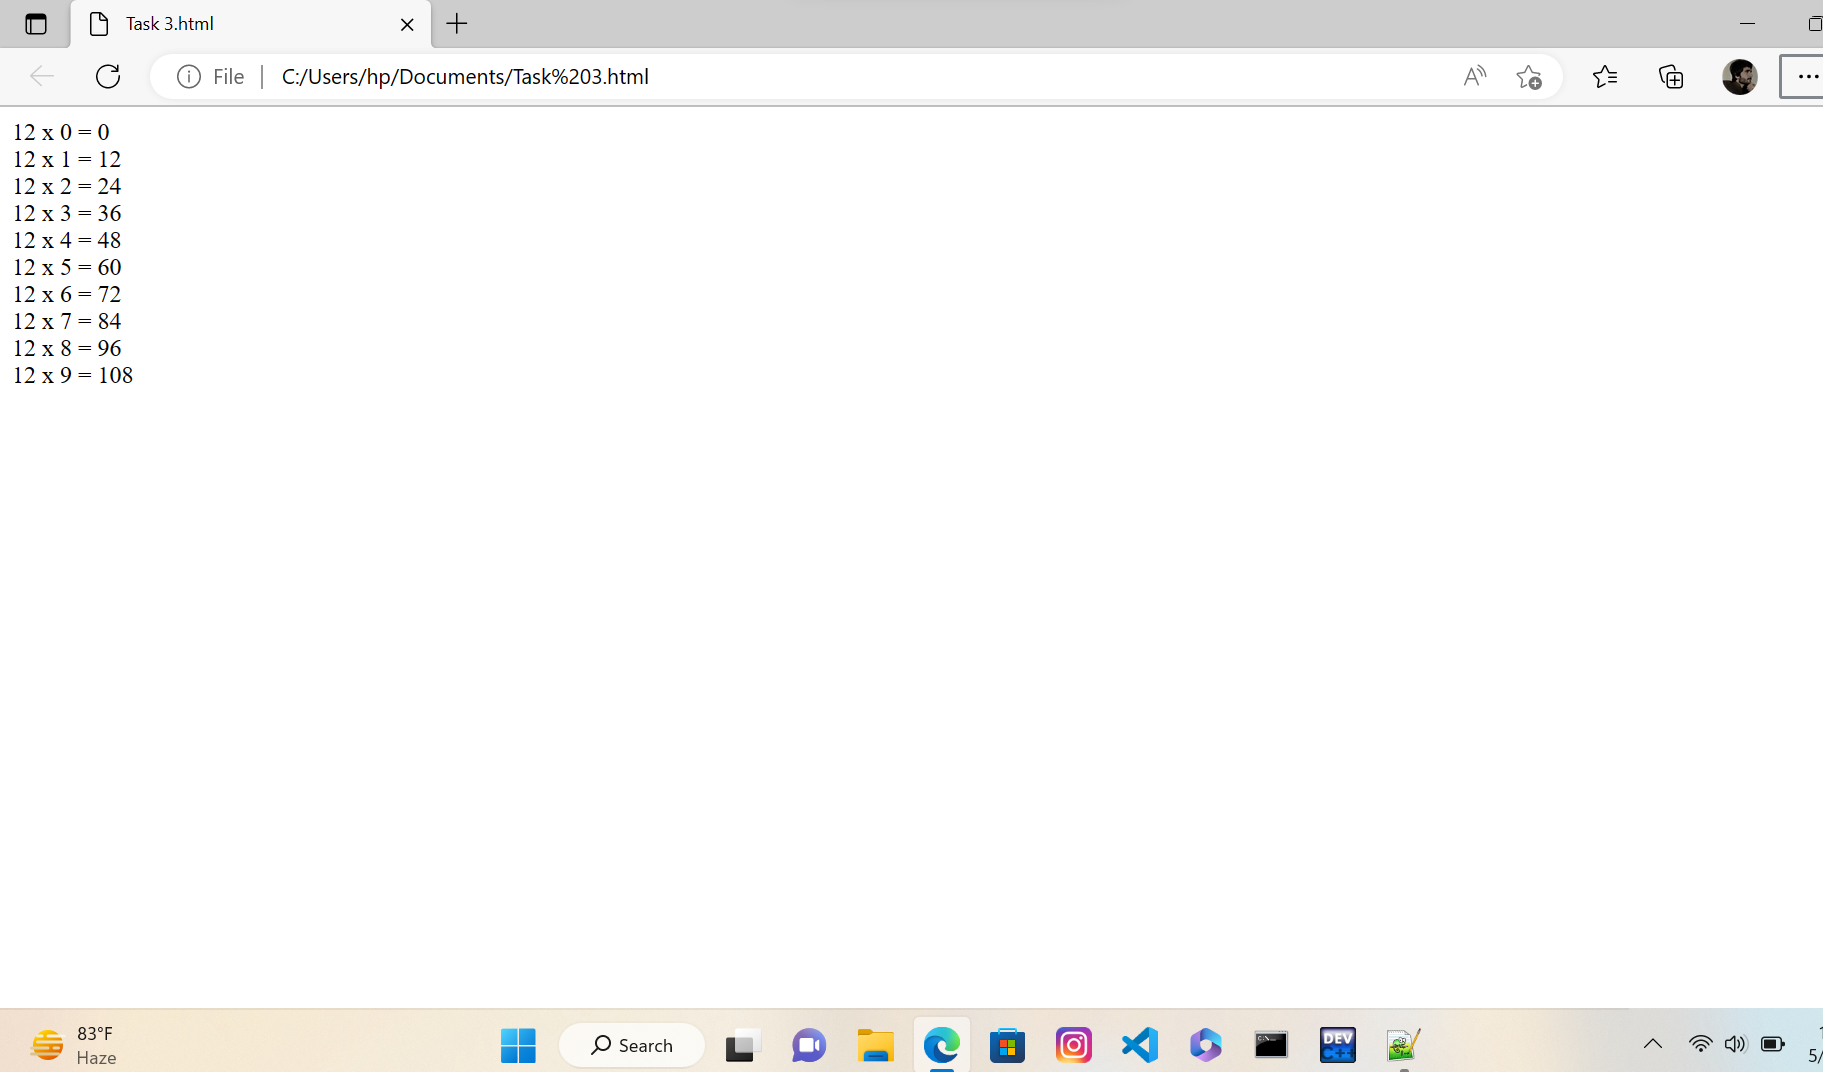 Task 3.html
File
C:/Users/hp/Documents/Task%203.html
12 x 0 = 0
12 x 1 = 12
12 x 2 = 24
12 x 3 = 36
12 x 4 = 48
12 x 5 = 60
12 x 6 = 72
12 x 7 = 84
12 x 8 = 96
12 x 9 = 108
83°F
Haze
Search
DEV
C++
5/